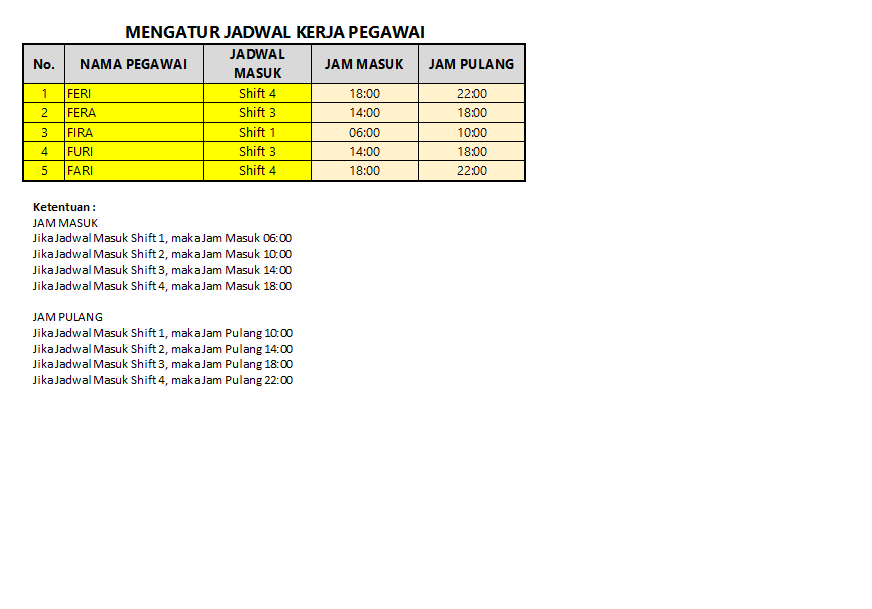 MENGATUR JADWAL KERJA PEGAWAI
No. NAMA PEGAWAI JADWAL MASUK JAM MASUK JAM PULANG
1 FERI Shift 4 18:00 22:00
2 FERA Shift 3 14:00 18:00
3 FIRA Shift 1 06:00 10:00
4 FURI Shift 3 14:00 18:00
5 FARI Shift 4 18:00 22:00
Ketentuan :
JAM MASUK
Jika Jadwal Masuk Shift 1, maka Jam Masuk 06:00
Jika Jadwal Masuk Shift 2, maka Jam Masuk 10:00
Jika Jadwal Masuk Shift 3, maka Jam Masuk 14:00
Jika Jadwal Masuk Shift 4, maka Jam Masuk 18:00
JAM PULANG
Jika Jadwal Masuk Shift 1, maka Jam Pulang 10:00
Jika Jadwal Masuk Shift 2, maka Jam Pulang 14:00
Jika Jadwal Masuk Shift 3, maka Jam Pulang 18:00
Jika Jadwal Masuk Shift 4, maka Jam Pulang 22:00